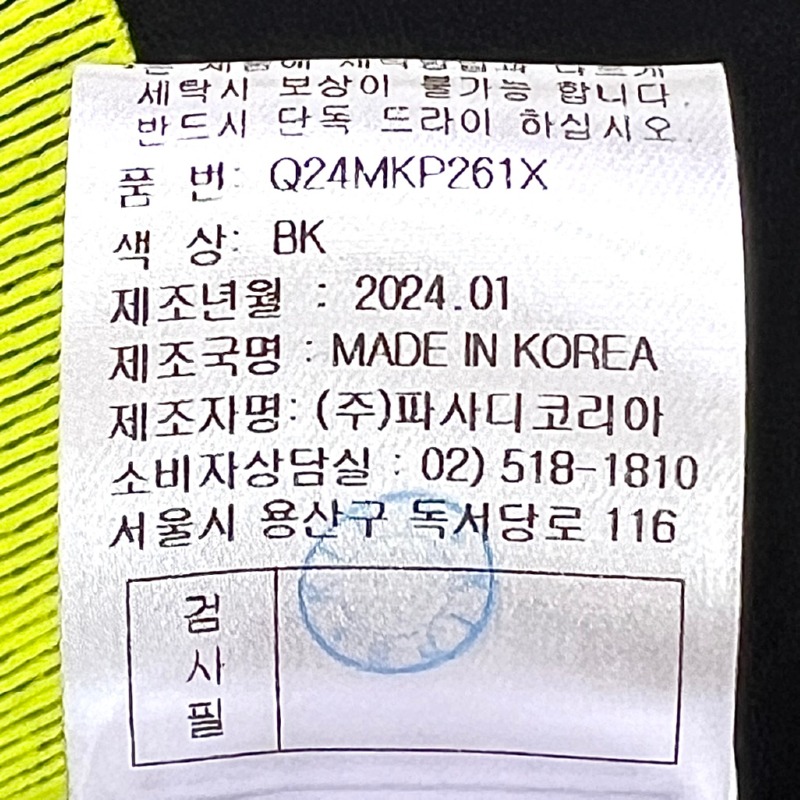 세탁시 보상이 불가능 합니다.
반드시 단독 드라이 하십시오.
품 번: Q24MKP261X
색 상: BK
제조년월 : 2024.01
제조국명 : MADE IN KOREA
제조자명: (주)파사디코리아
소비자상담실 : 02) 518-1810
서울시 용산구 독서당로 116
검
사
필